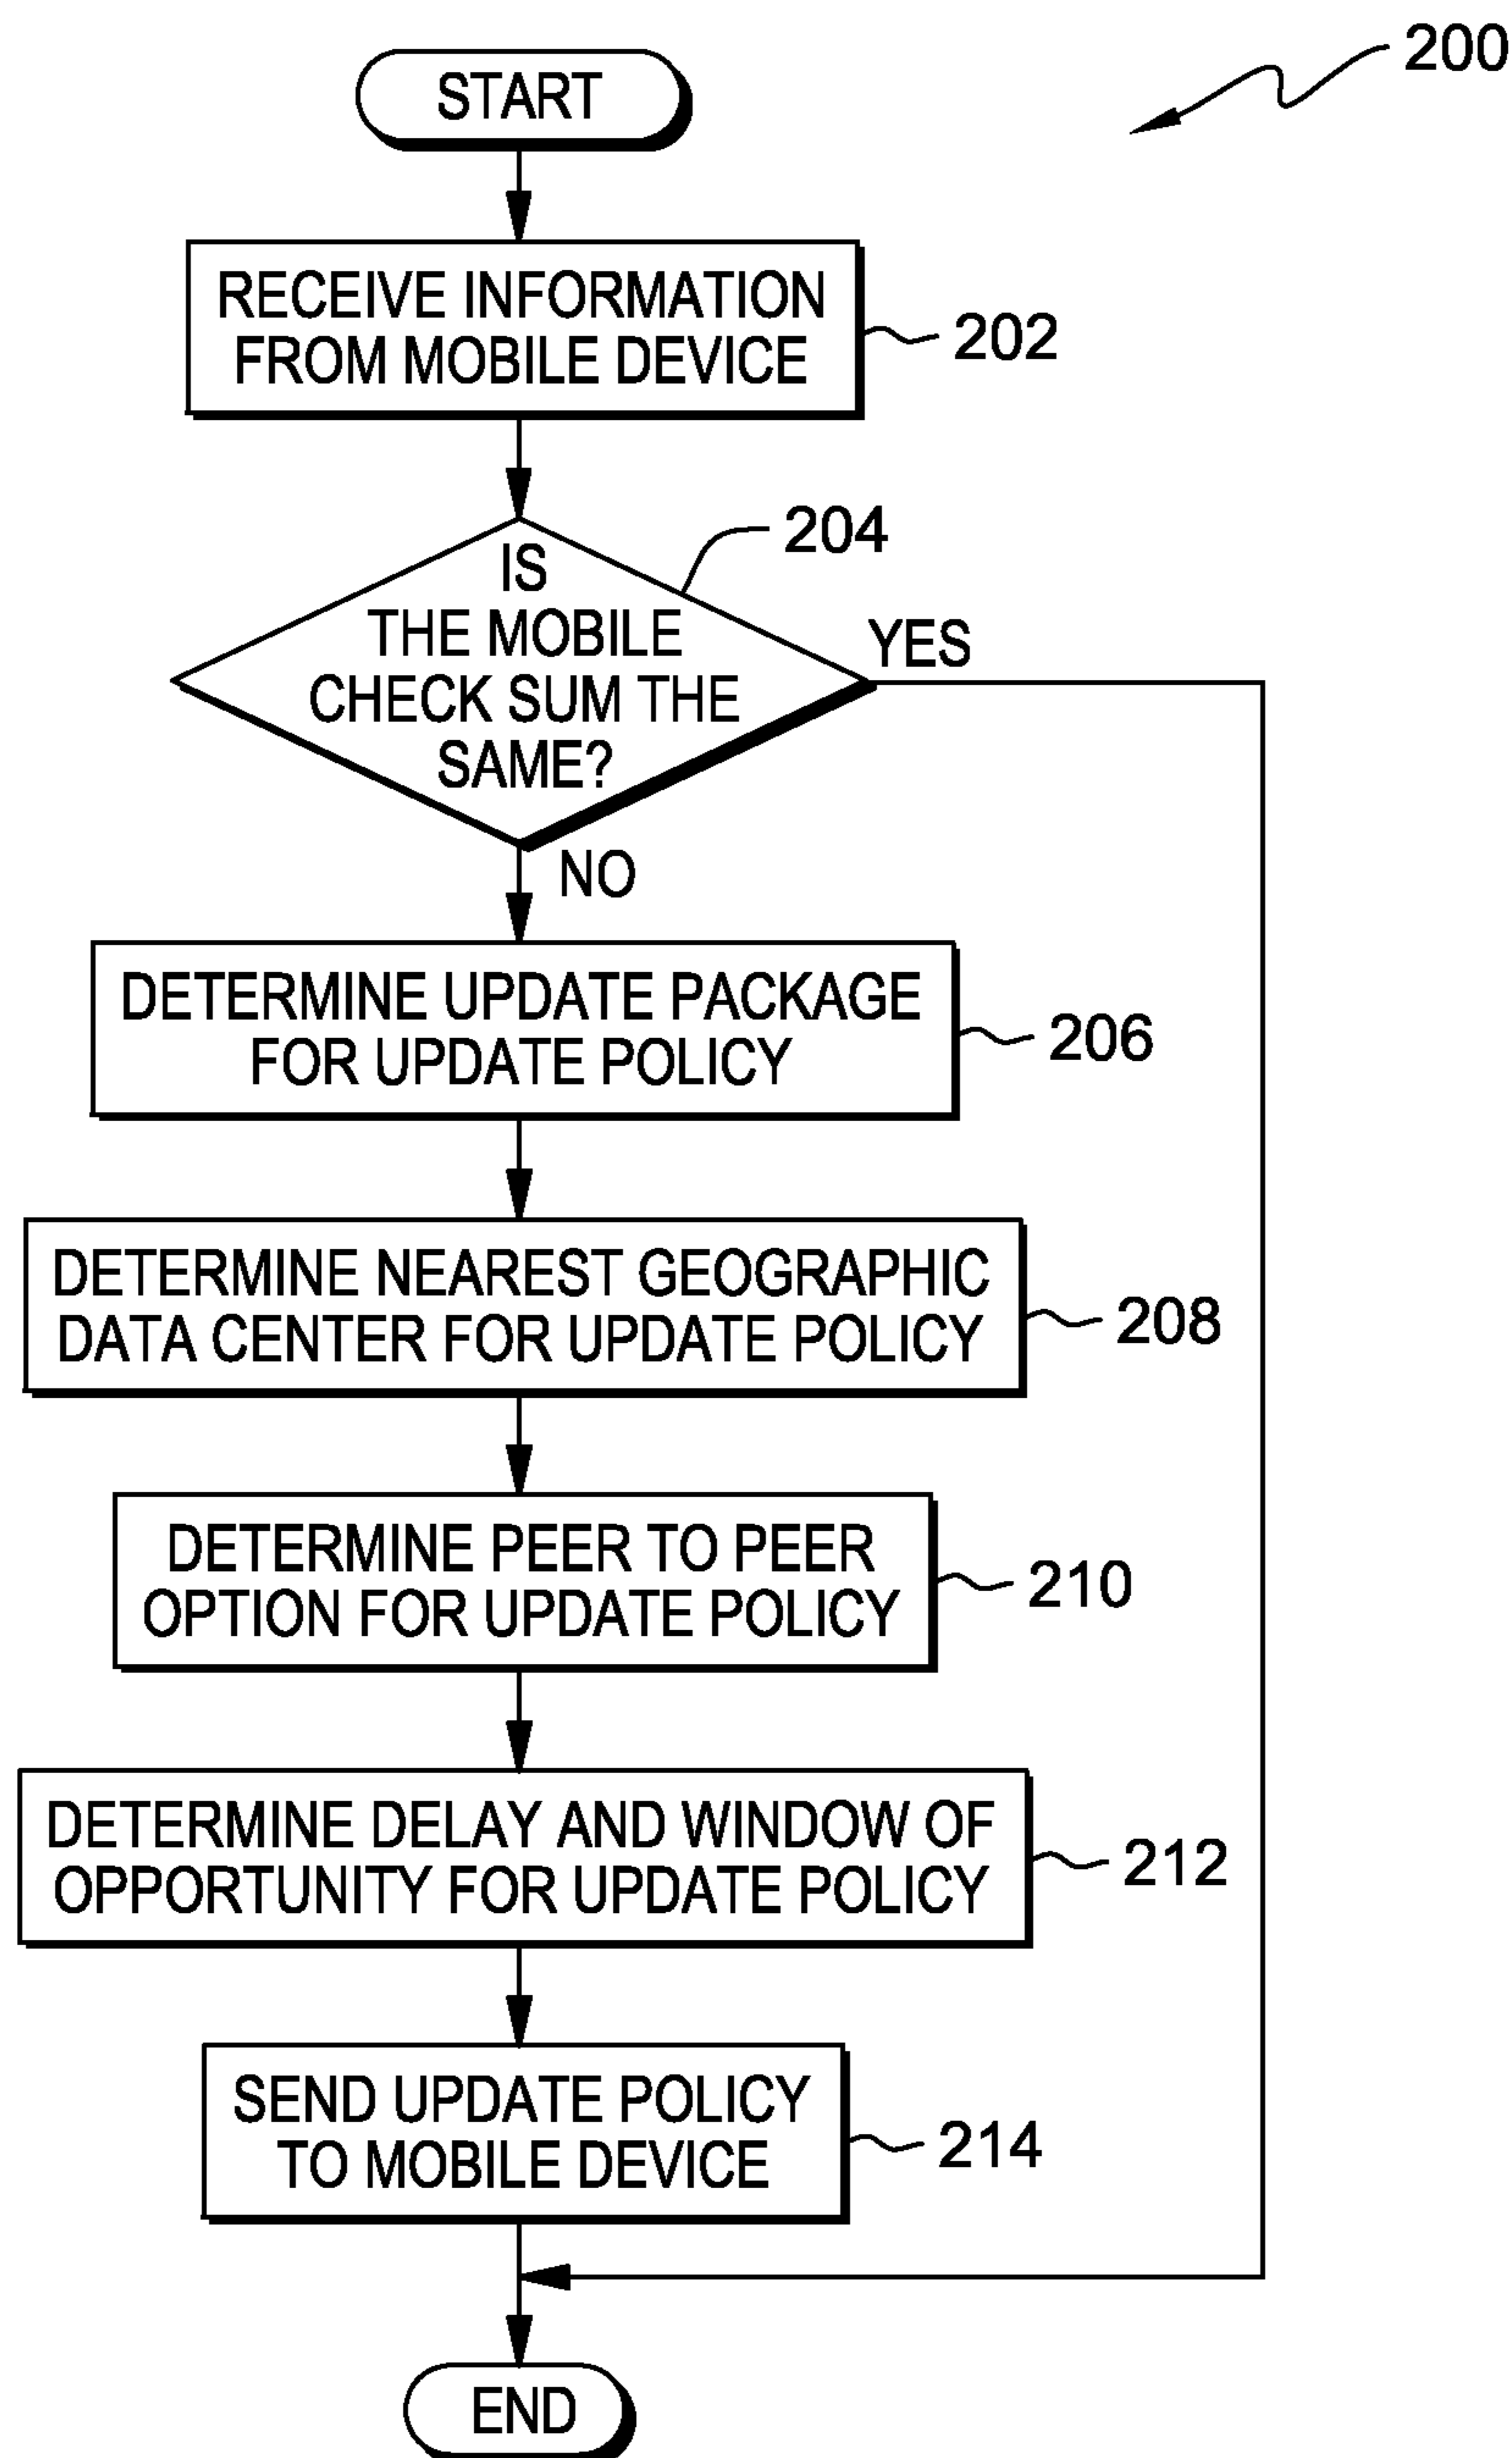 200
START
RECEIVE INFORMATION
FROM MOBILE DEVICE
202
204
IS
THE MOBILE
CHECK SUM THE
SAME?
YES
NO
DETERMINE UPDATE PACKAGE
FOR UPDATE POLICY
206
DETERMINE NEAREST GEOGRAPHIC
DATA CENTER FOR UPDATE POLICY
208
DETERMINE PEER TO PEER
OPTION FOR UPDATE POLICY
210
DETERMINE DELAY AND WINDOW OF
OPPORTUNITY FOR UPDATE POLICY
212
SEND UPDATE POLICY
TO MOBILE DEVICE
214
END